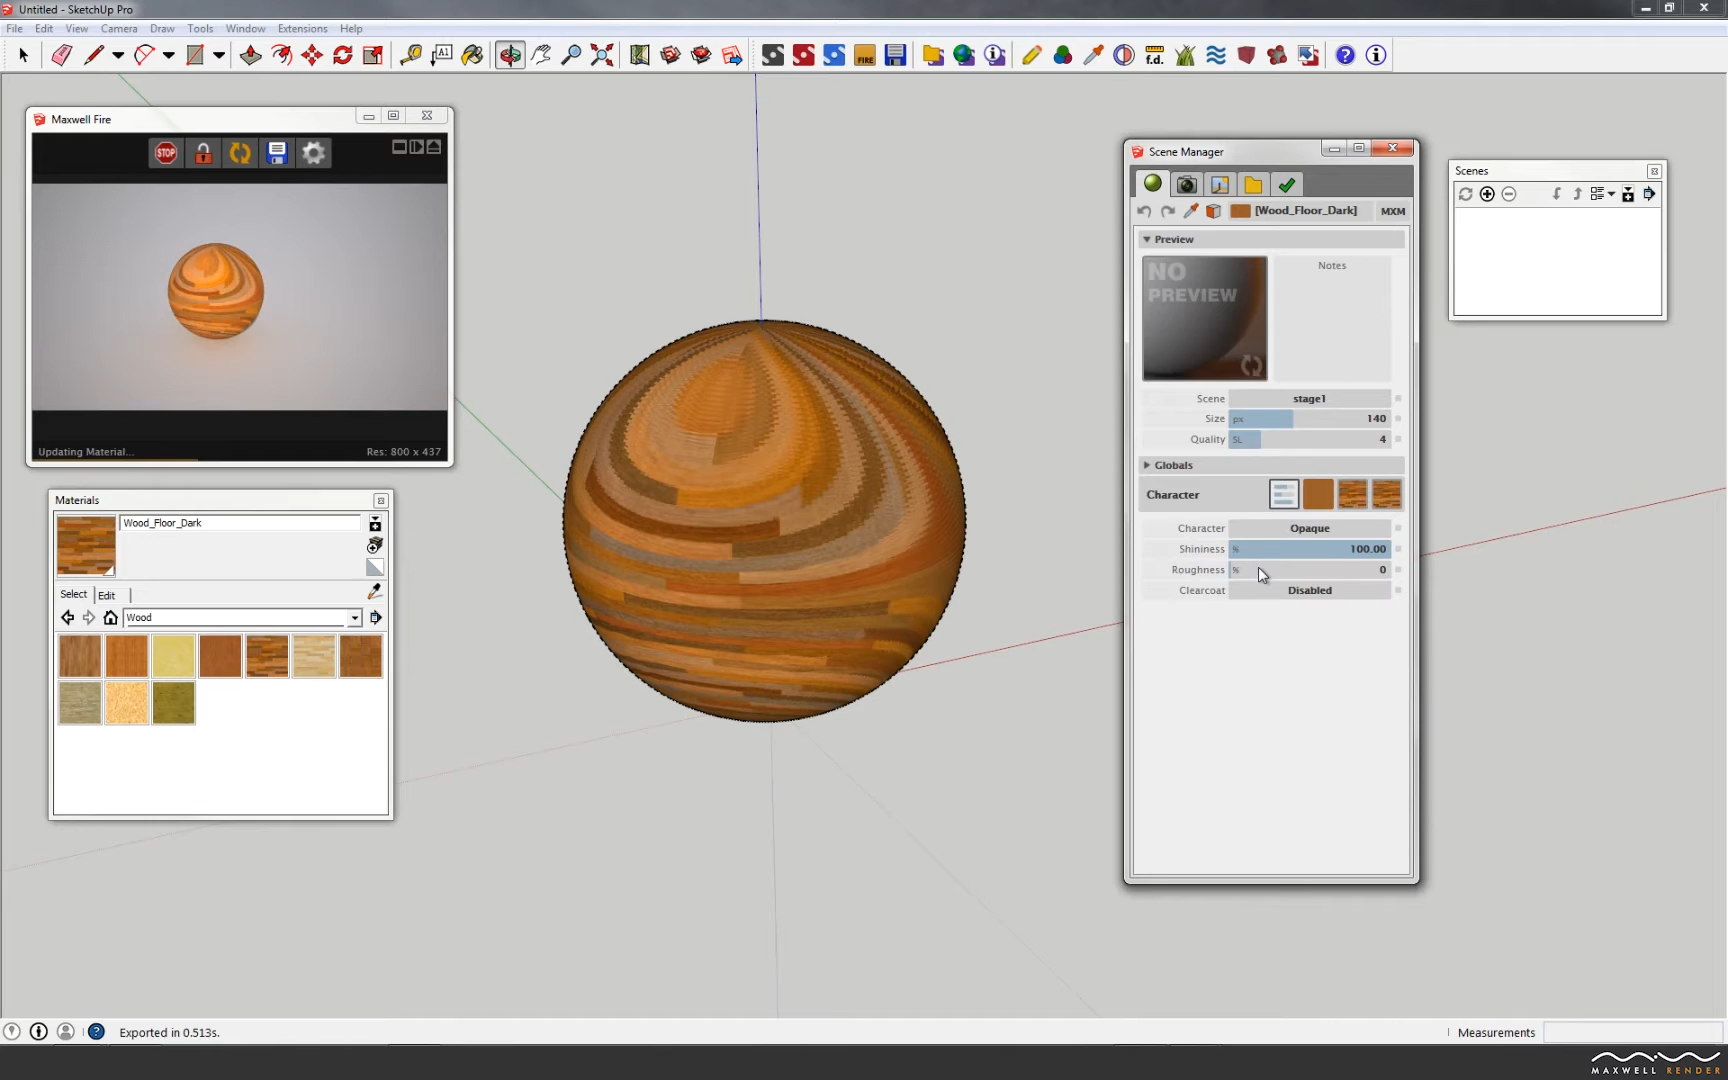 Untitled - SketchUp Pro
File Edit View Camera Draw Tools Window Extensions Help
A1
FIRE
f.d.
Maxwell Fire
STOP
Updating Material...
Res: 800 x 437
Materials
Wood_Floor_Dark
Select
Edit
Wood
Scene Manager
[Wood_Floor_Dark]
MXM
Preview
NO
PREVIEW
Notes
Scene stage1
Size px 140
Quality SL 4
Globals
Character
Character Opaque
Shininess % 100.00
Roughness % 0
Clearcoat Disabled
Scenes
Exported in 0.513s.
Measurements
MAXWELL RENDER